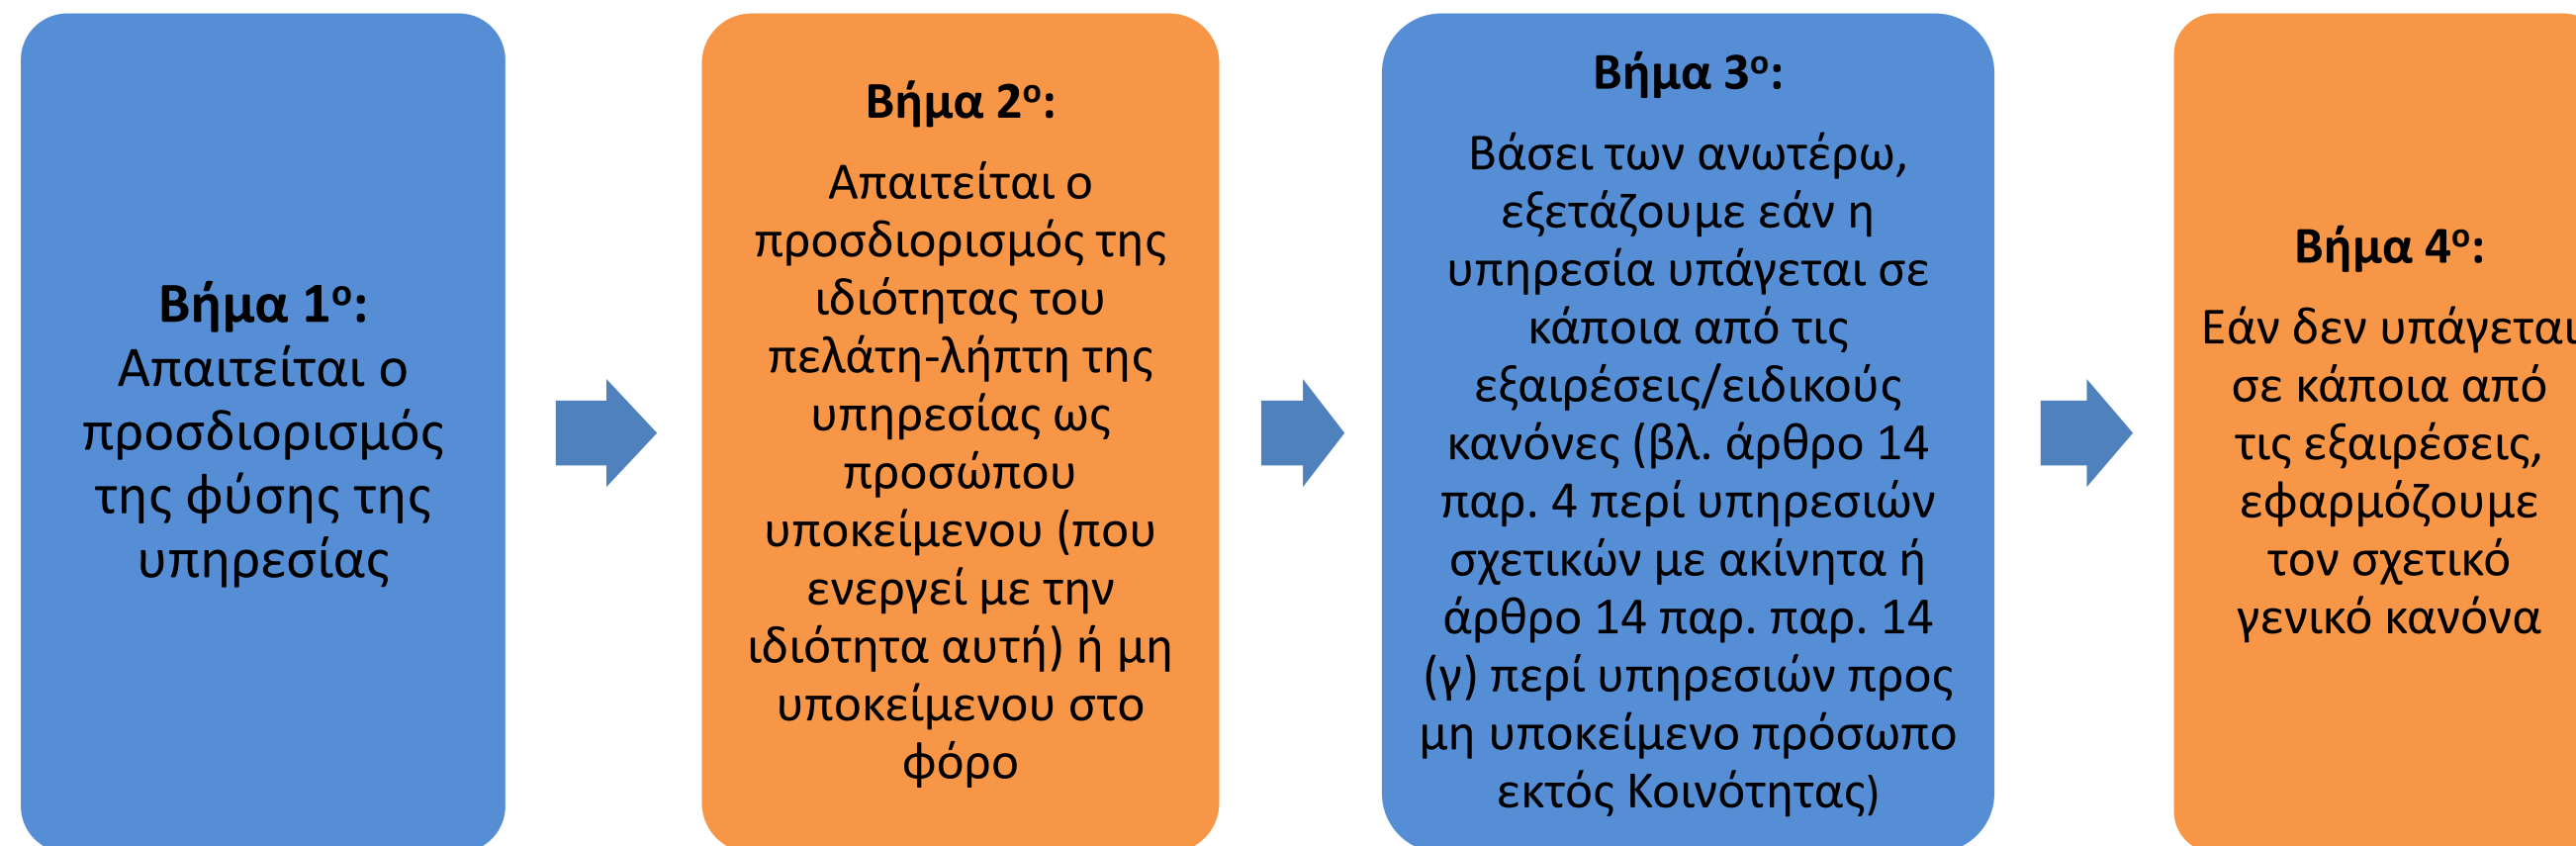 Βήμα 1ο:
Απαιτείται ο
προσδιορισμός
της φύσης της
υπηρεσίας
Βήμα 2ο:
Απαιτείται ο
προσδιορισμός της
ιδιότητας του
πελάτη-λήπτη της
υπηρεσίας ως
προσώπου
υποκείμενου (που
ενεργεί με την
ιδιότητα αυτή) ή μη
υποκείμενου στο
φόρο
Βήμα 3ο:
Βάσει των ανωτέρω,
εξετάζουμε εάν η
υπηρεσία υπάγεται σε
κάποια από τις
εξαιρέσεις/ειδικούς
κανόνες (βλ. άρθρο 14
παρ. 4 περί υπηρεσιών
σχετικών με ακίνητα ή
άρθρο 14 παρ. παρ. 14
(γ) περί υπηρεσιών προς
μη υποκείμενο πρόσωπο
εκτός Κοινότητας)
Βήμα 4ο:
Εάν δεν υπάγεται
σε κάποια από
τις εξαιρέσεις,
εφαρμόζουμε
τον σχετικό
γενικό κανόνα